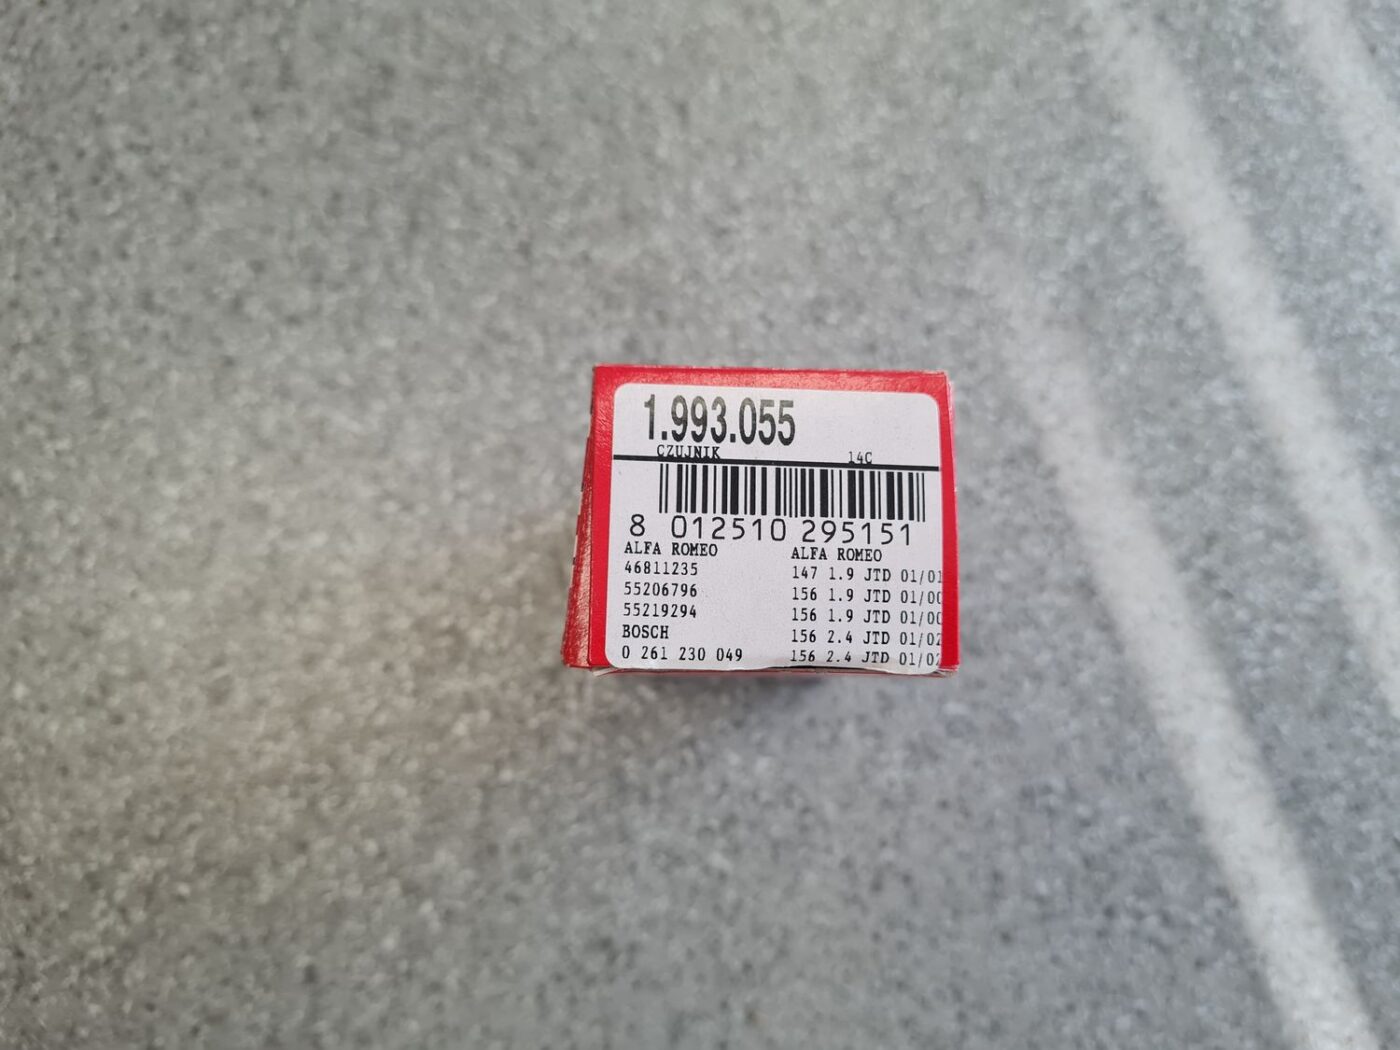 1.993.055
CZUJNIK 14C
8 012510 295151
ALFA ROMEO
46811235
55206796
55219294
BOSCH
0 261 230 049
ALFA ROMEO
147 1.9 JTD 01/01
156 1.9 JTD 01/00
156 1.9 JTD 01/00
156 2.4 JTD 01/02
156 2.4 JTD 01/02